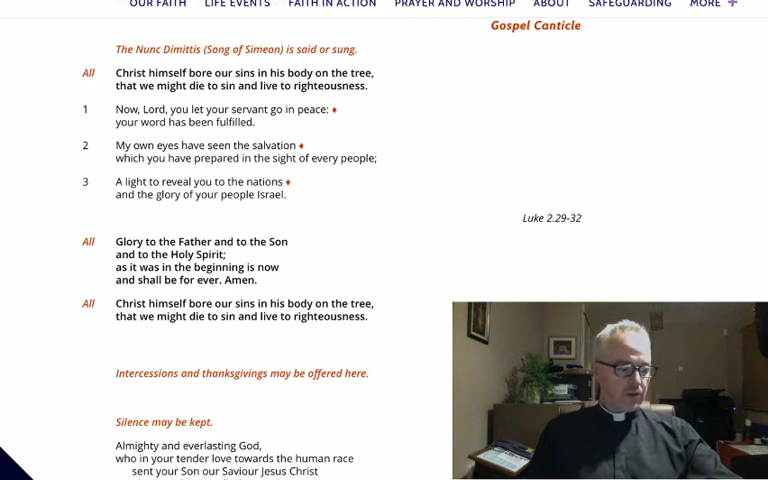 OUR FAITH LIFE EVENTS FAITH IN ACTION PRAYER AND WORSHIP ABOUT SAFEGUARDING MORE +
Gospel Canticle
The Nunc Dimittis (Song of Simeon) is said or sung.
All Christ himself bore our sins in his body on the tree,
that we might die to sin and live to righteousness.
1 Now, Lord, you let your servant go in peace: ♦
your word has been fulfilled.
2 My own eyes have seen the salvation ♦
which you have prepared in the sight of every people;
3 A light to reveal you to the nations ♦
and the glory of your people Israel.
Luke 2.29-32
All Glory to the Father and to the Son
and to the Holy Spirit;
as it was in the beginning is now
and shall be for ever. Amen.
All Christ himself bore our sins in his body on the tree,
that we might die to sin and live to righteousness.
Intercessions and thanksgivings may be offered here.
Silence may be kept.
Almighty and everlasting God,
who in your tender love towards the human race
sent your Son our Saviour Jesus Christ